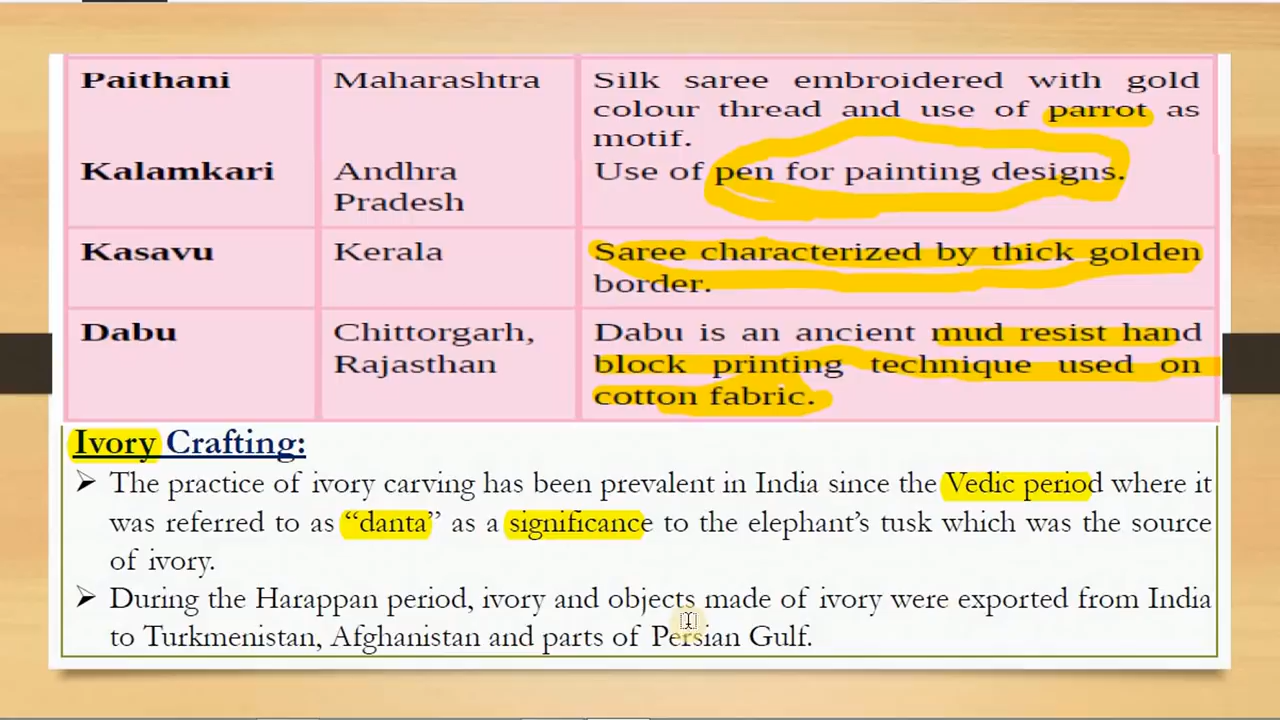 Paithani Maharashtra Silk saree embroidered with gold
colour thread and use of parrot as
motif.
Kalamkari Andhra Use of pen for painting designs.
Pradesh
Kasavu Kerala Saree characterized by thick golden
border.
Dabu Chittorgarh, Dabu is an ancient mud resist hand
Rajasthan block printing technique used on
cotton fabric.
Ivory Crafting:
➤ The practice of ivory carving has been prevalent in India since the Vedic period where it
was referred to as “danta” as a significance to the elephant’s tusk which was the source
of ivory.
➤ During the Harappan period, ivory and objects made of ivory were exported from India
to Turkmenistan, Afghanistan and parts of Persian Gulf.